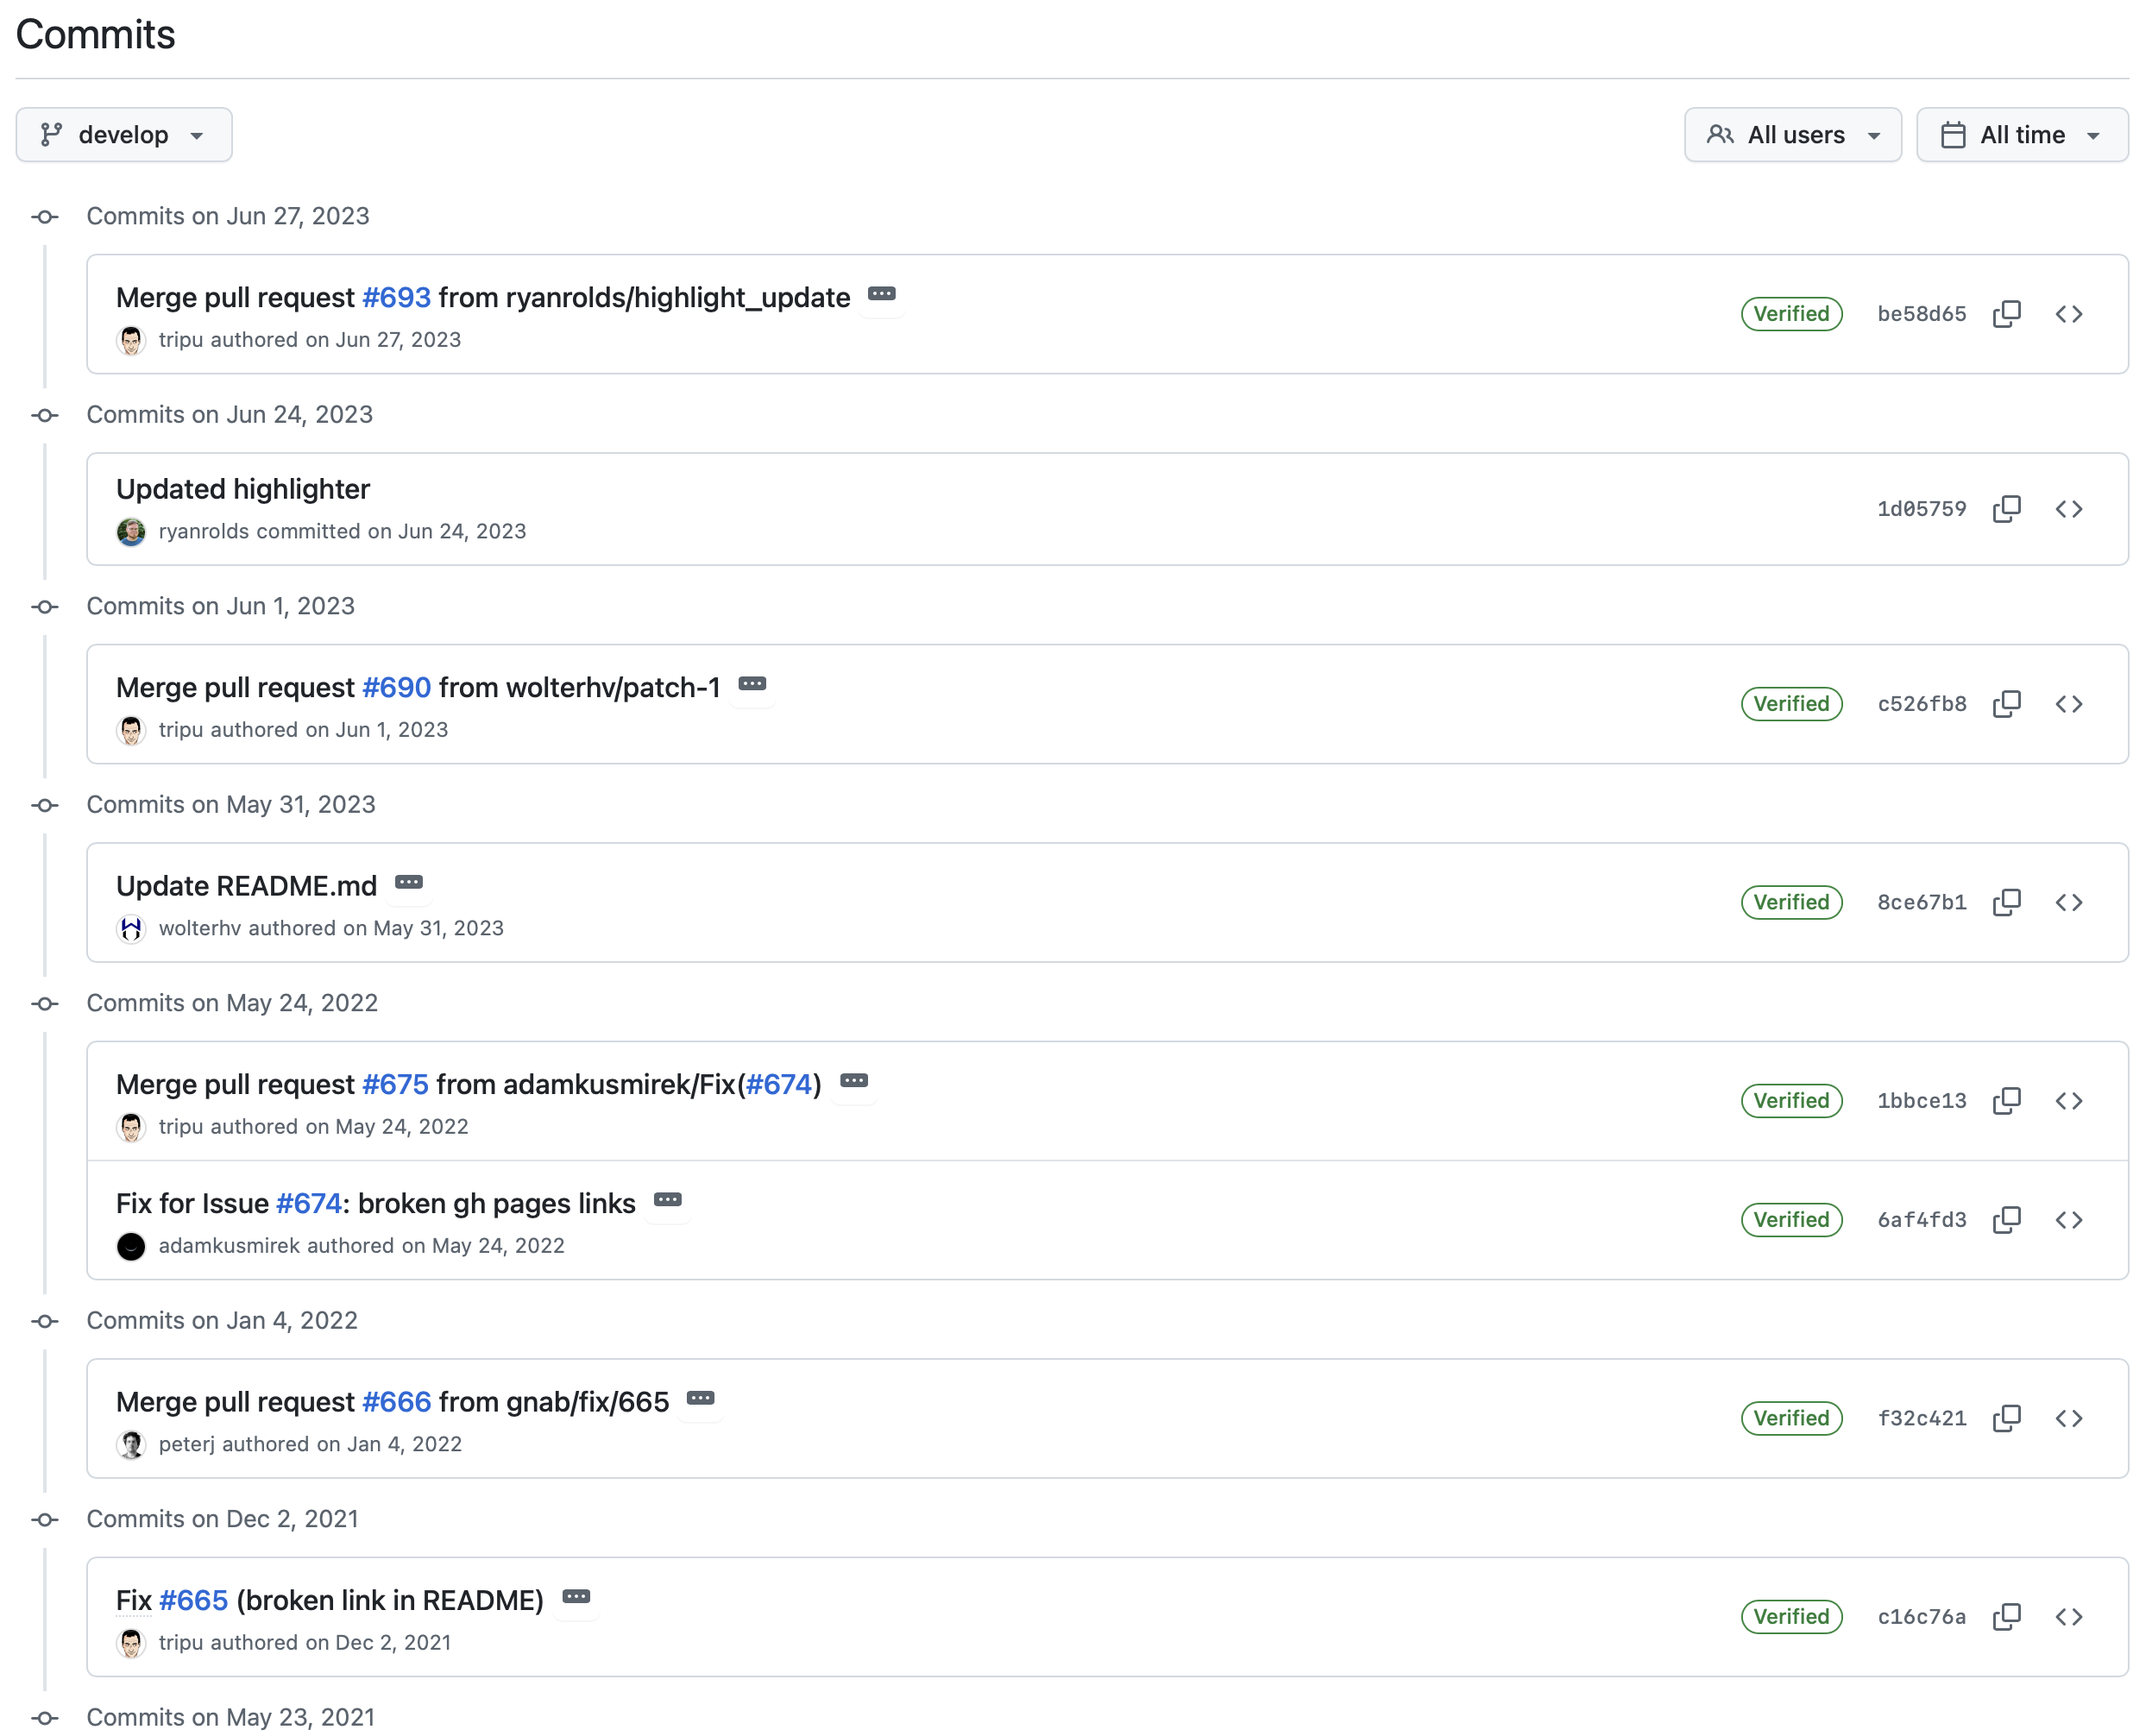 Commits
develop
All users
All time
Commits on Jun 27, 2023
Merge pull request #693 from ryanrolds/highlight_update
Verified
be58d65
tripu authored on Jun 27, 2023
Commits on Jun 24, 2023
Updated highlighter
1d05759
ryanrolds committed on Jun 24, 2023
Commits on Jun 1, 2023
Merge pull request #690 from wolterhv/patch-1
Verified
c526fb8
tripu authored on Jun 1, 2023
Commits on May 31, 2023
Update README.md
Verified
8ce67b1
wolterhv authored on May 31, 2023
Commits on May 24, 2022
Merge pull request #675 from adamkusmirek/Fix(#674)
Verified
1bbce13
tripu authored on May 24, 2022
Fix for Issue #674: broken gh pages links
Verified
6af4fd3
adamkusmirek authored on May 24, 2022
Commits on Jan 4, 2022
Merge pull request #666 from gnab/fix/665
Verified
f32c421
peterj authored on Jan 4, 2022
Commits on Dec 2, 2021
Fix #665 (broken link in README)
Verified
c16c76a
tripu authored on Dec 2, 2021
Commits on May 23, 2021